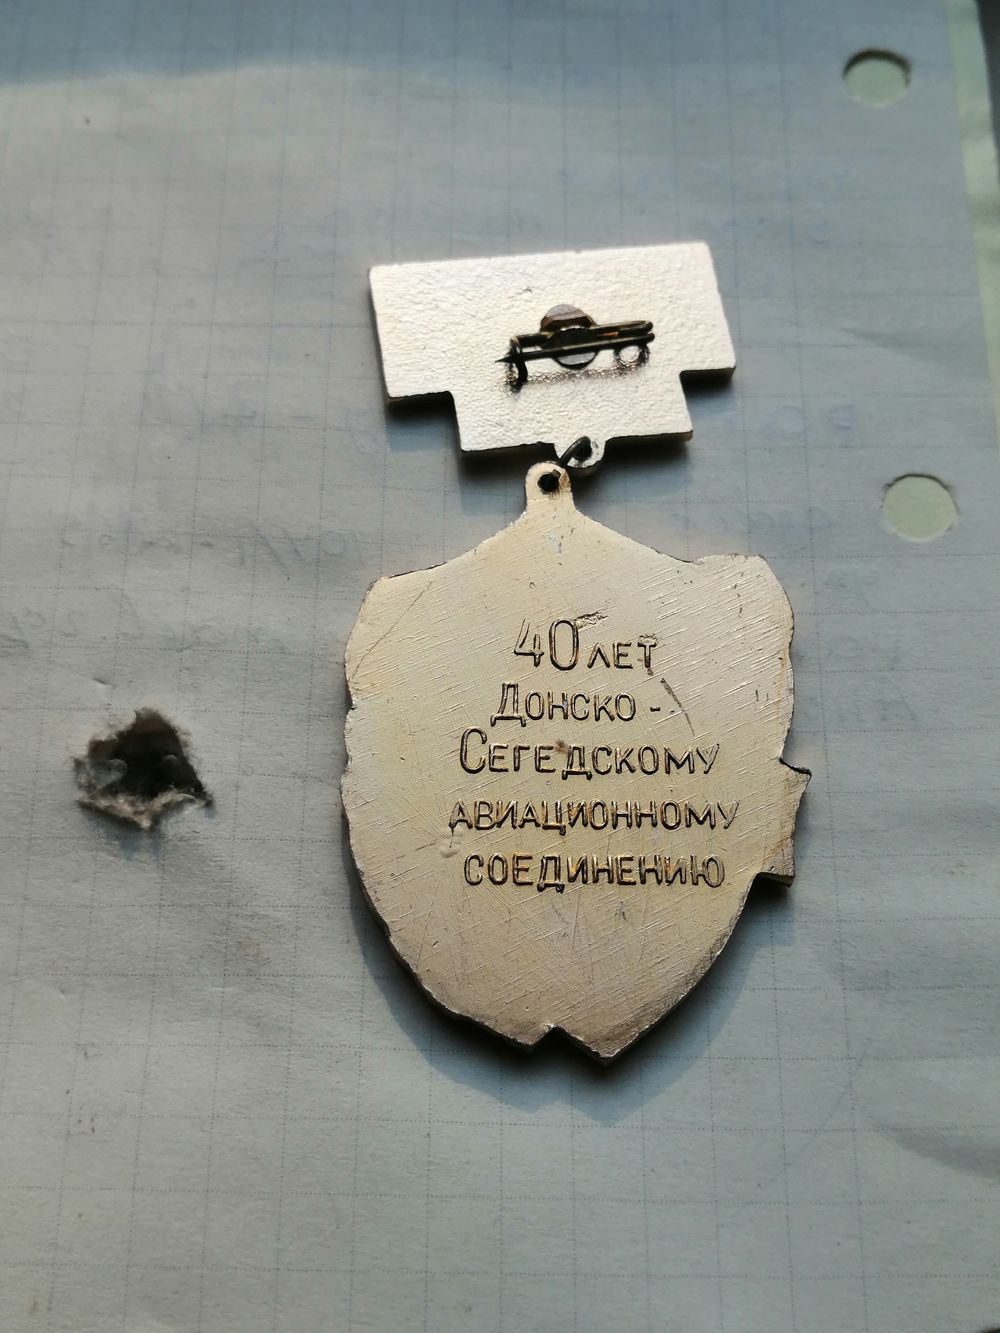 40 лет
Донско-
Сегедскому
авиационному
соединению